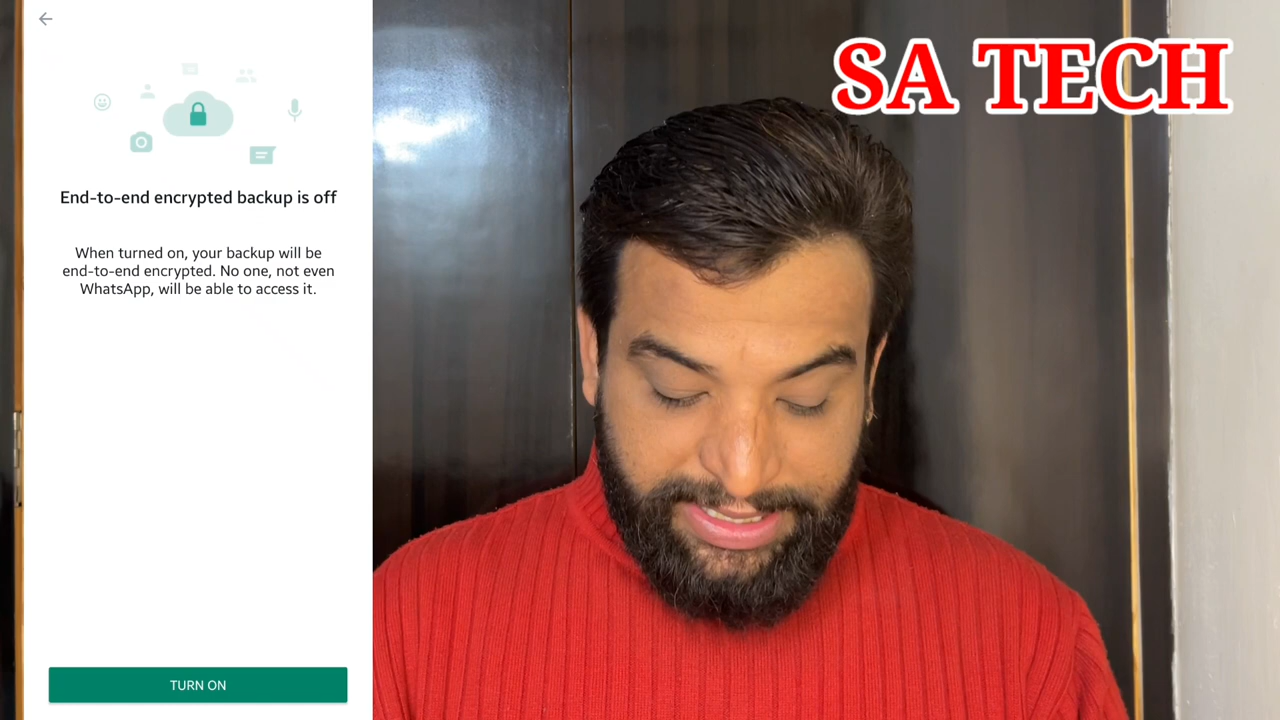 End-to-end encrypted backup is off
When turned on, your backup will be
end-to-end encrypted. No one, not even
WhatsApp, will be able to access it.
TURN ON
SA TECH